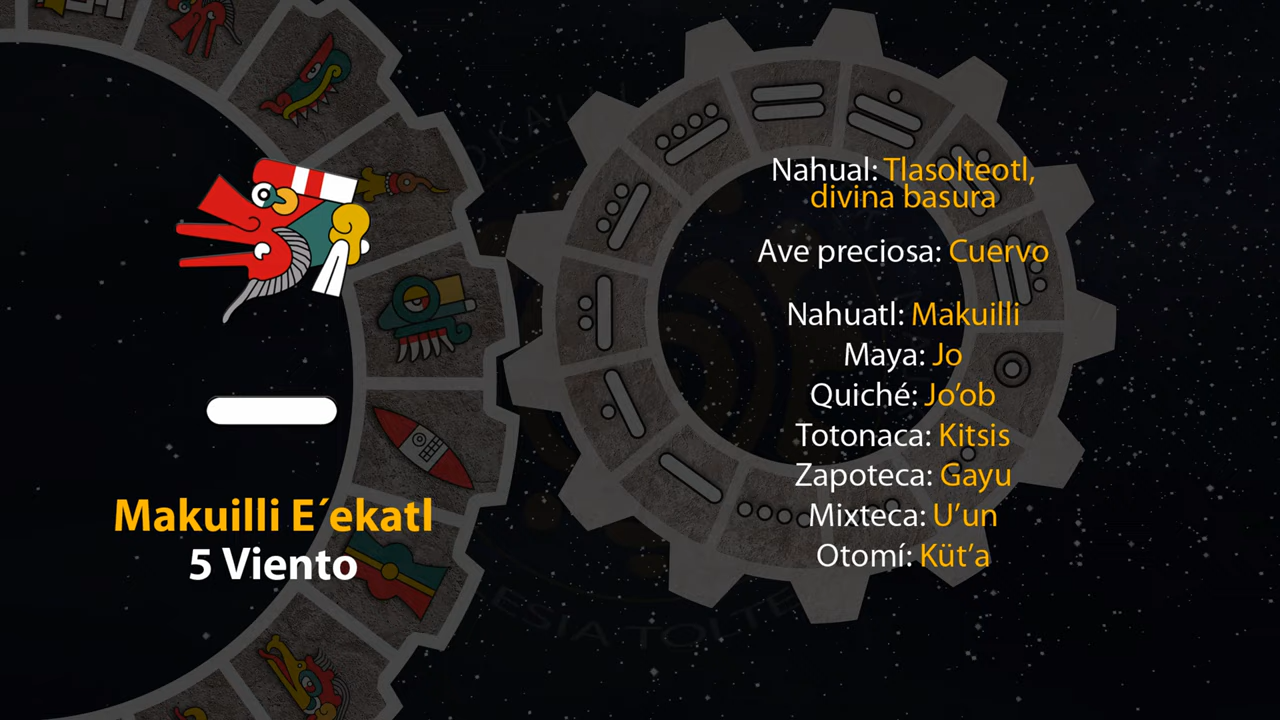 Makuilli E´ekatl
5 Viento
Nahual: Tlasolteotl,
divina basura
Ave preciosa: Cuervo
Nahuatl: Makuilli
Maya: Jo
Quiché: Jo’ob
Totonaca: Kitsis
Zapoteca: Gayu
Mixteca: U’un
Otomí: Küt’a